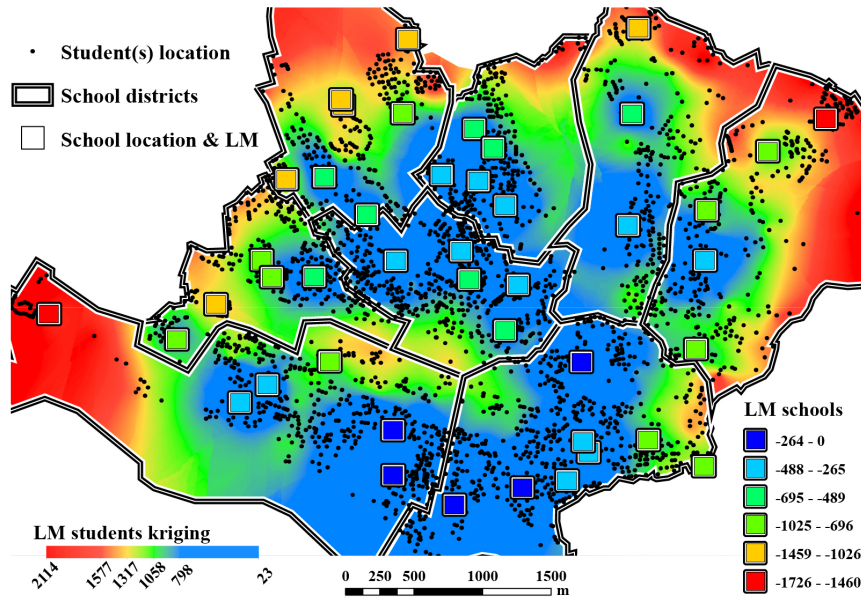 Student(s) location
School districts
School location & LM
LM schools
-264 - 0
-488 - -265
-695 - -489
-1025 - -696
-1459 - -1026
-1726 - -1460
LM students kriging
2114 1577 1317 1058 798 23
0 250 500 1000 1500
m